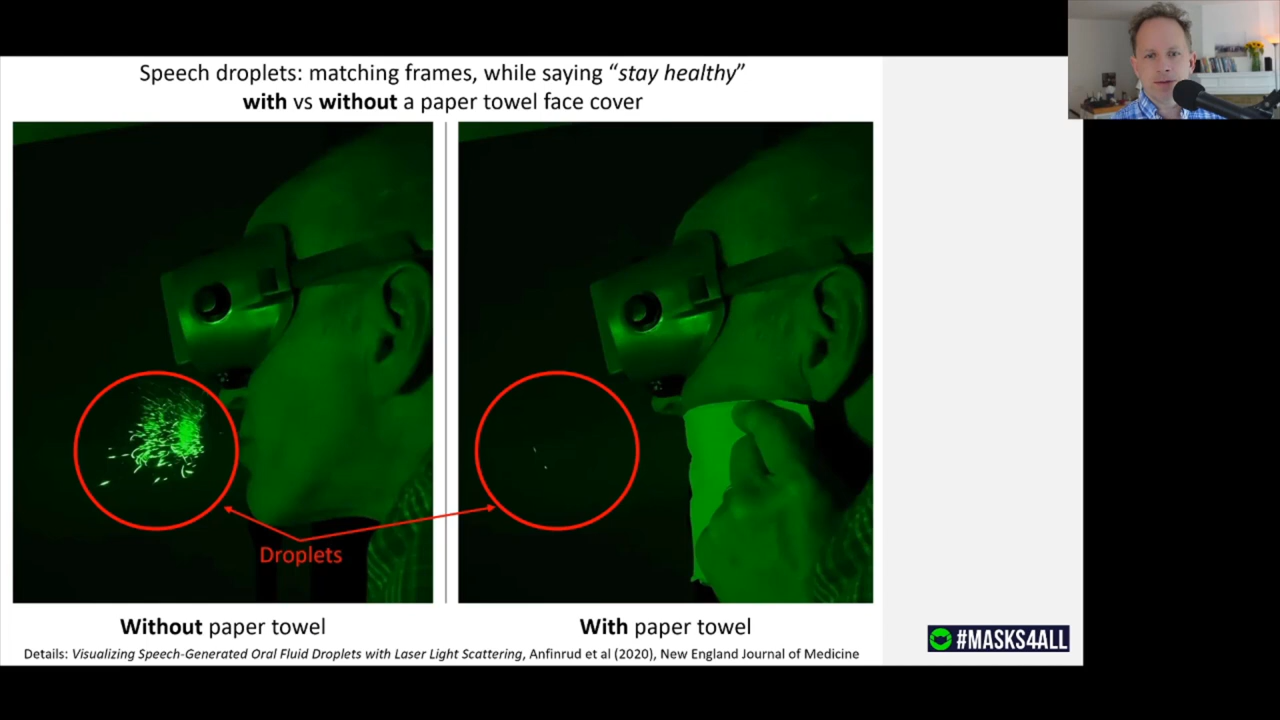 Speech droplets: matching frames, while saying “stay healthy”
with vs without a paper towel face cover
Droplets
Without paper towel
With paper towel
Details: Visualizing Speech-Generated Oral Fluid Droplets with Laser Light Scattering, Anfinrud et al (2020), New England Journal of Medicine
#MASKS4ALL